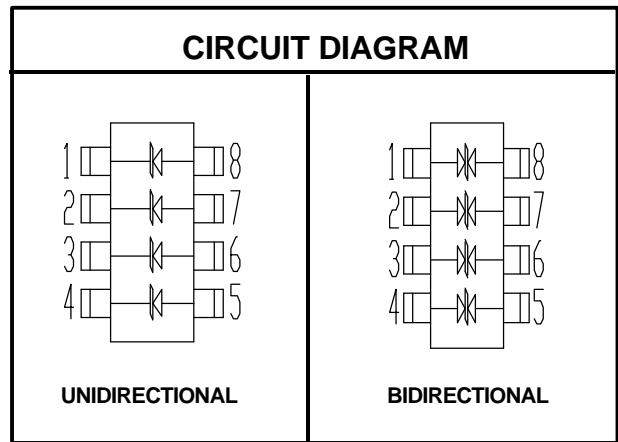 CIRCUIT DIAGRAM
1 8
2 7
3 6
4 5
UNIDIRECTIONAL
1 8
2 7
3 6
4 5
BIDIRECTIONAL